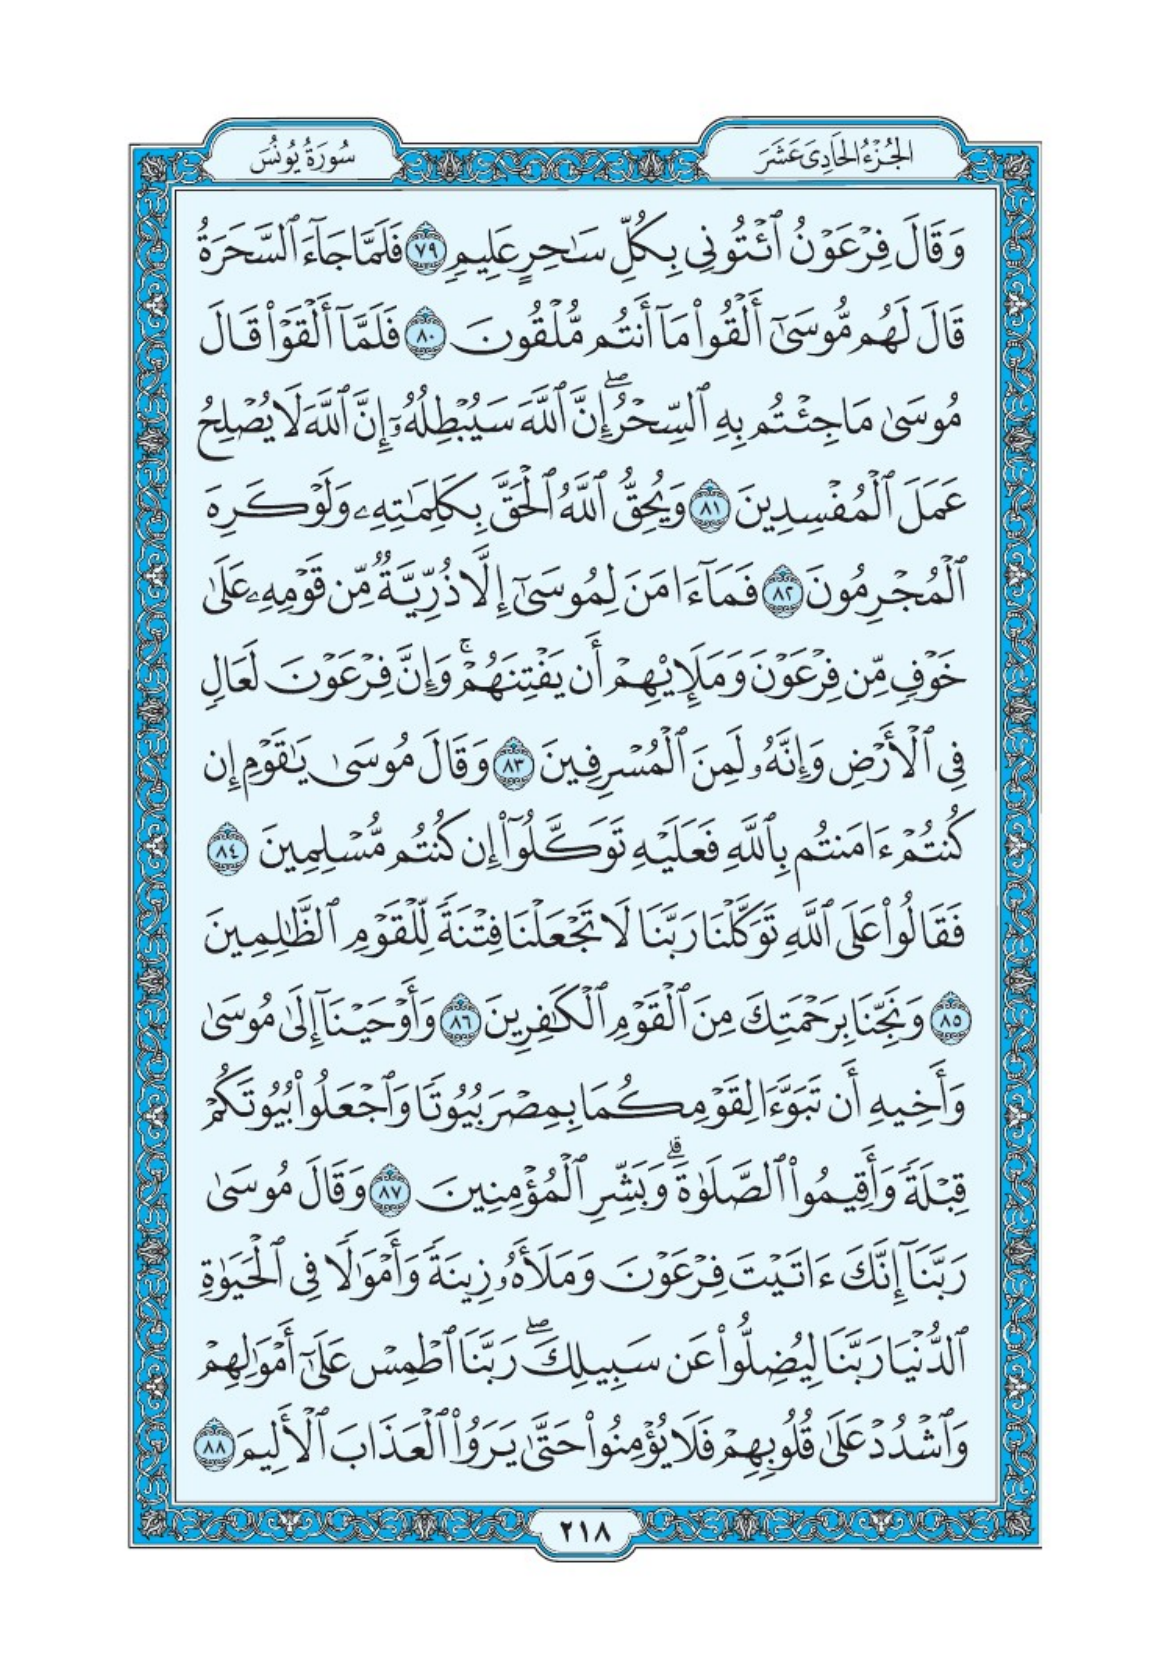 الجُزْءُ الحَادِىَ عَشَرَ
سُورَةُ يُونُسَ
وَقَالَ فِرْعَوْنُ ٱئْتُونِى بِكُلِّ سَٰحِرٍ عَلِيمٍ ٧٩ فَلَمَّا جَآءَ ٱلسَّحَرَةُ
قَالَ لَهُم مُّوسَىٰٓ أَلْقُوا۟ مَآ أَنتُم مُّلْقُونَ ٨٠ فَلَمَّآ أَلْقَوْا۟ قَالَ
مُوسَىٰ مَا جِئْتُم بِهِ ٱلسِّحْرُ ۖ إِنَّ ٱللَّهَ سَيُبْطِلُهُۥٓ إِنَّ ٱللَّهَ لَا يُصْلِحُ
عَمَلَ ٱلْمُفْسِدِينَ ٨١ وَيُحِقُّ ٱللَّهُ ٱلْحَقَّ بِكَلِمَٰتِهِۦ وَلَوْ كَرِهَ
ٱلْمُجْرِمُونَ ٨٢ فَمَآ ءَامَنَ لِمُوسَىٰٓ إِلَّا ذُرِّيَّةٌ مِّن قَوْمِهِۦ عَلَىٰ
خَوْفٍ مِّن فِرْعَوْنَ وَمَلَإِي۟هِمْ أَن يَفْتِنَهُمْ ۚ وَإِنَّ فِرْعَوْنَ لَعَالٍ
فِى ٱلْأَرْضِ وَإِنَّهُۥ لَمِنَ ٱلْمُسْرِفِينَ ٨٣ وَقَالَ مُوسَىٰ يَٰقَوْمِ إِن
كُنتُمْ ءَامَنتُم بِٱللَّهِ فَعَلَيْهِ تَوَكَّلُوٓا۟ إِن كُنتُم مُّسْلِمِينَ ٨٤
فَقَالُوا۟ عَلَى ٱللَّهِ تَوَكَّلْنَا رَبَّنَا لَا تَجْعَلْنَا فِتْنَةً لِّلْقَوْمِ ٱلظَّٰلِمِينَ
٨٥ وَنَجِّنَا بِرَحْمَتِكَ مِنَ ٱلْقَوْمِ ٱلْكَٰفِرِينَ ٨٦ وَأَوْحَيْنَآ إِلَىٰ مُوسَىٰ
وَأَخِيهِ أَن تَبَوَّءَا لِقَوْمِكُمَا بِمِصْرَ بُيُوتًا وَٱجْعَلُوا۟ بُيُوتَكُمْ
قِبْلَةً وَأَقِيمُوا۟ ٱلصَّلَوٰةَ ۗ وَبَشِّرِ ٱلْمُؤْمِنِينَ ٨٧ وَقَالَ مُوسَىٰ
رَبَّنَآ إِنَّكَ ءَاتَيْتَ فِرْعَوْنَ وَمَلَأَهُۥ زِينَةً وَأَمْوَٰلًا فِى ٱلْحَيَوٰةِ
ٱلدُّنْيَا رَبَّنَا لِيُضِلُّوا۟ عَن سَبِيلِكَ ۖ رَبَّنَا ٱطْمِسْ عَلَىٰٓ أَمْوَٰلِهِمْ
وَٱشْدُدْ عَلَىٰ قُلُوبِهِمْ فَلَا يُؤْمِنُوا۟ حَتَّىٰ يَرَوُا۟ ٱلْعَذَابَ ٱلْأَلِيمَ ٨٨
٢١٨